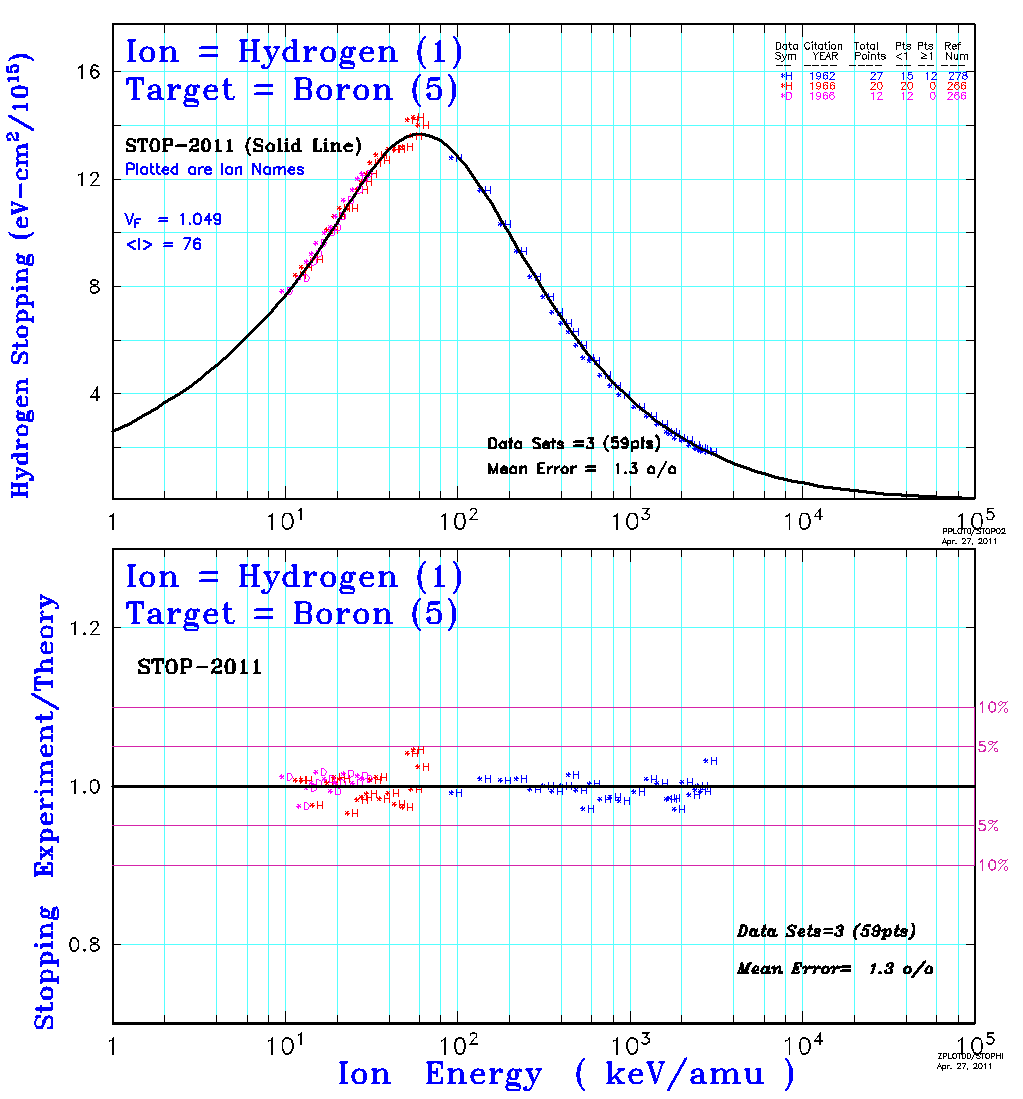 Ion = Hydrogen (1)
Target = Boron (5)
STOP-2011 (Solid Line)
Plotted are Ion Names
VF = 1.049
<I> = 76
Data Citation Total Pts Pts Ref
Sym YEAR Points <1 ≥1 Num
*H 1962 27 15 12 278
*H 1966 20 20 0 266
*D 1966 12 12 0 266
Hydrogen Stopping (eV-cm²/10¹⁵)
16
12
8
4
Data Sets =3 (59pts)
Mean Error = 1.3 o/o
1 10¹ 10² 10³ 10⁴ 10⁵
PPLOT0/STOP02
Apr. 27, 2011
Ion = Hydrogen (1)
Target = Boron (5)
STOP-2011
Stopping Experiment/Theory
1.2
1.0
0.8
10%
5%
5%
10%
Data Sets=3 (59pts)
Mean Error= 1.3 o/o
1 10¹ 10² 10³ 10⁴ 10⁵
Ion Energy ( keV/amu )
Apr. 27, 2011